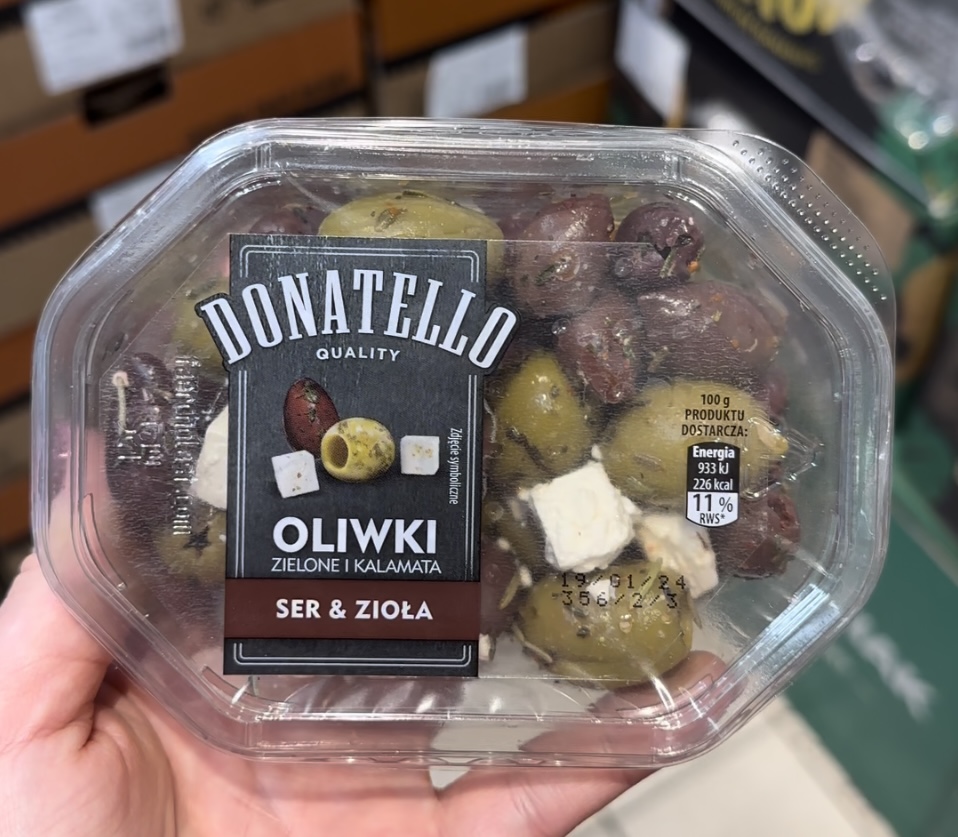 DONATELLO
QUALITY
Zdjęcie symboliczne
OLIWKI
ZIELONE I KALAMATA
SER & ZIOŁA
100 g
PRODUKTU
DOSTARCZA:
Energia
933 kJ
226 kcal
11 %
RWS*
19/01/24
356/2/3